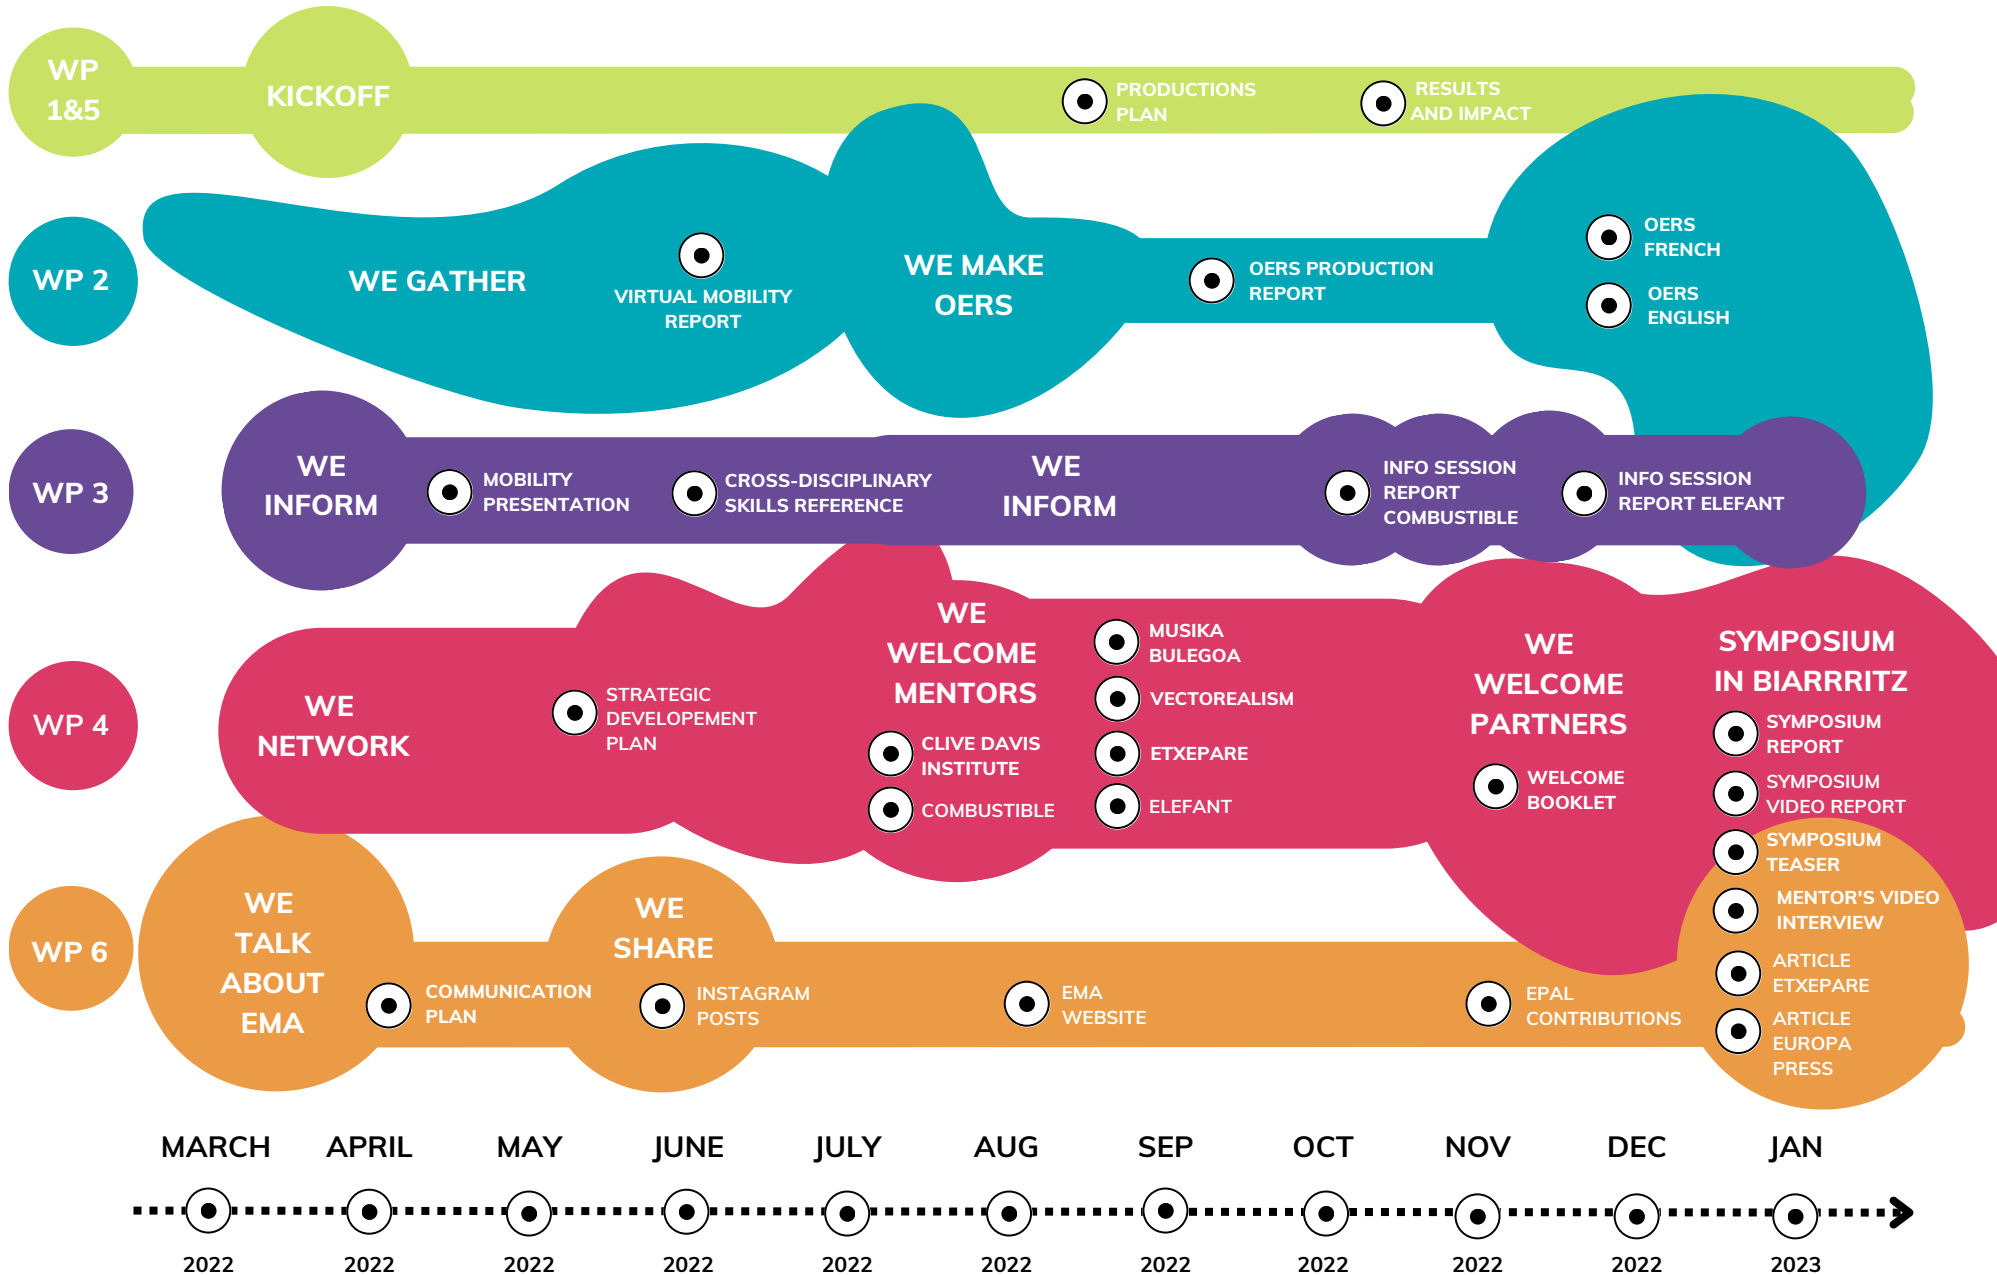 WP
1&5
KICKOFF
PRODUCTIONS
PLAN
RESULTS
AND IMPACT
WP 2
WE GATHER
VIRTUAL MOBILITY
REPORT
WE MAKE
OERS
OERS PRODUCTION
REPORT
OERS
FRENCH
OERS
ENGLISH
WP 3
WE
INFORM
MOBILITY
PRESENTATION
CROSS-DISCIPLINARY
SKILLS REFERENCE
WE
INFORM
INFO SESSION
REPORT
COMBUSTIBLE
INFO SESSION
REPORT ELEFANT
WP 4
WE
NETWORK
STRATEGIC
DEVELOPEMENT
PLAN
WE
WELCOME
MENTORS
CLIVE DAVIS
INSTITUTE
COMBUSTIBLE
MUSIKA
BULEGOA
VECTOREALISM
ETXEPARE
ELEFANT
WE
WELCOME
PARTNERS
WELCOME
BOOKLET
SYMPOSIUM
IN BIARRRITZ
SYMPOSIUM
REPORT
SYMPOSIUM
VIDEO REPORT
SYMPOSIUM
TEASER
MENTOR'S VIDEO
INTERVIEW
ARTICLE
ETXEPARE
ARTICLE
EUROPA
PRESS
WP 6
WE
TALK
ABOUT
EMA
COMMUNICATION
PLAN
WE
SHARE
INSTAGRAM
POSTS
EMA
WEBSITE
EPAL
CONTRIBUTIONS
MARCH APRIL MAY JUNE JULY AUG SEP OCT NOV DEC JAN
2022 2022 2022 2022 2022 2022 2022 2022 2022 2022 2023